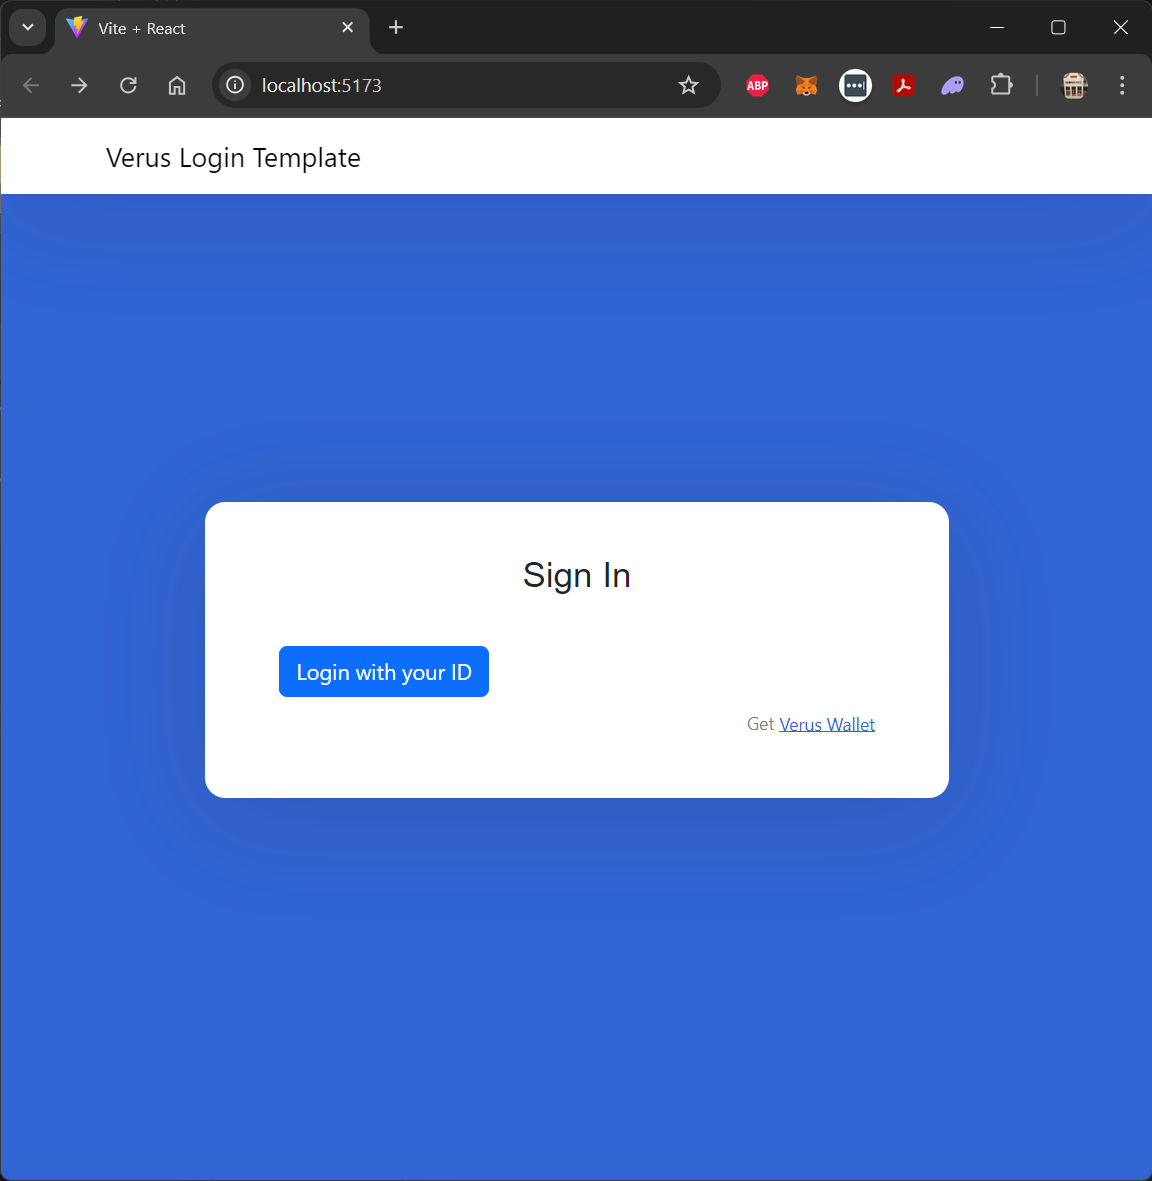 Vite + React
localhost:5173
ABP
Verus Login Template
Sign In
Login with your ID
Get Verus Wallet